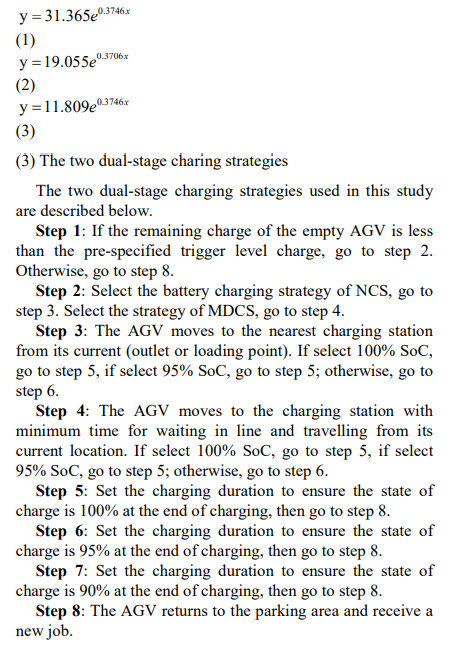 y = 31.365e^0.3746x
(1)
y = 19.055e^0.3706x
(2)
y = 11.809e^0.3746x
(3)
(3) The two dual-stage charing strategies
The two dual-stage charging strategies used in this study
are described below.
Step 1: If the remaining charge of the empty AGV is less
than the pre-specified trigger level charge, go to step 2.
Otherwise, go to step 8.
Step 2: Select the battery charging strategy of NCS, go to
step 3. Select the strategy of MDCS, go to step 4.
Step 3: The AGV moves to the nearest charging station
from its current (outlet or loading point). If select 100% SoC,
go to step 5, if select 95% SoC, go to step 5; otherwise, go to
step 6.
Step 4: The AGV moves to the charging station with
minimum time for waiting in line and travelling from its
current location. If select 100% SoC, go to step 5, if select
95% SoC, go to step 5; otherwise, go to step 6.
Step 5: Set the charging duration to ensure the state of
charge is 100% at the end of charging, then go to step 8.
Step 6: Set the charging duration to ensure the state of
charge is 95% at the end of charging, then go to step 8.
Step 7: Set the charging duration to ensure the state of
charge is 90% at the end of charging, then go to step 8.
Step 8: The AGV returns to the parking area and receive a
new job.